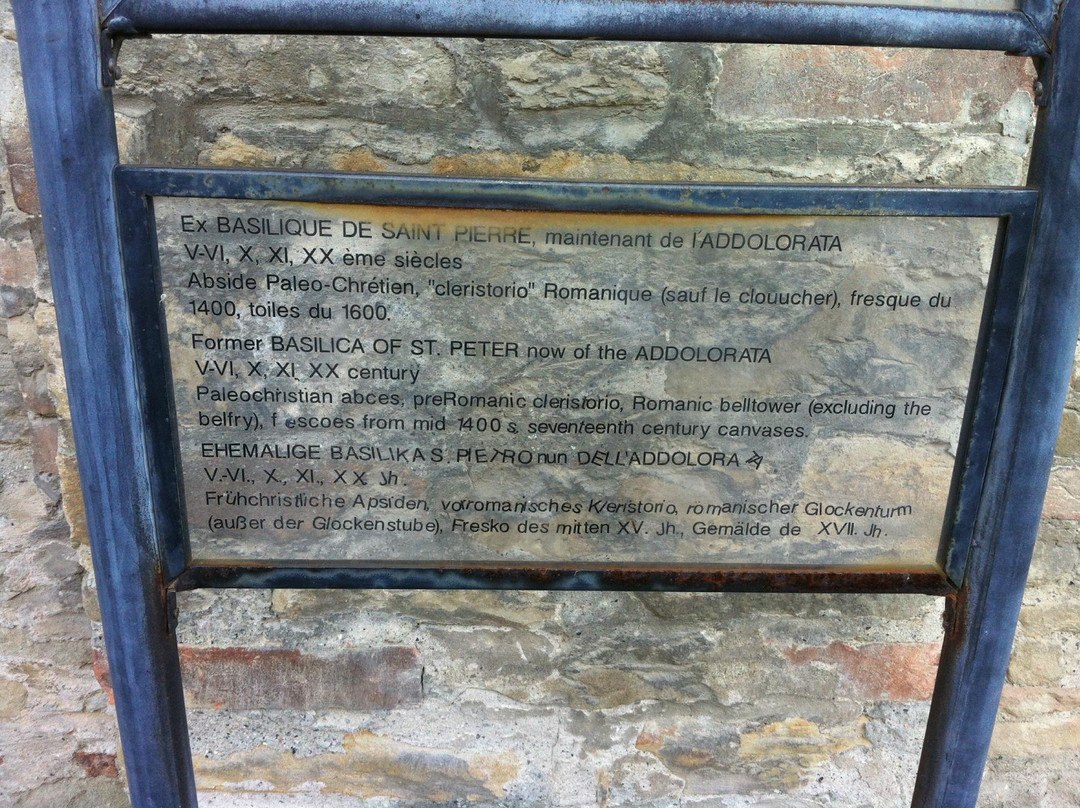 Ex BASILIQUE DE SAINT PIERRE, maintenant de l'ADDOLORATA
V-VI, X, XI, XX ème siècles
Abside Paleo-Chrétien, "cleristorio" Romanique (sauf le clouucher), fresque du
1400, toiles du 1600.
Former BASILICA OF ST. PETER now of the ADDOLORATA
V-VI, X, XI, XX century
Paleochristian abces, preRomanic cleristorio, Romanic belltower (excluding the
belfry), f escoes from mid 1400 s, seventeenth century canvases.
EHEMALIGE BASILIKA S. PIETRO nun DELL'ADDOLORA
V.-VI., X., XI., XX. Jh.
Frühchristliche Apsiden, vorromanisches Kleristorio, romanischer Glockenturm
(außer der Glockenstube), Fresko des mitten XV. Jh., Gemälde de XVII. Jh.